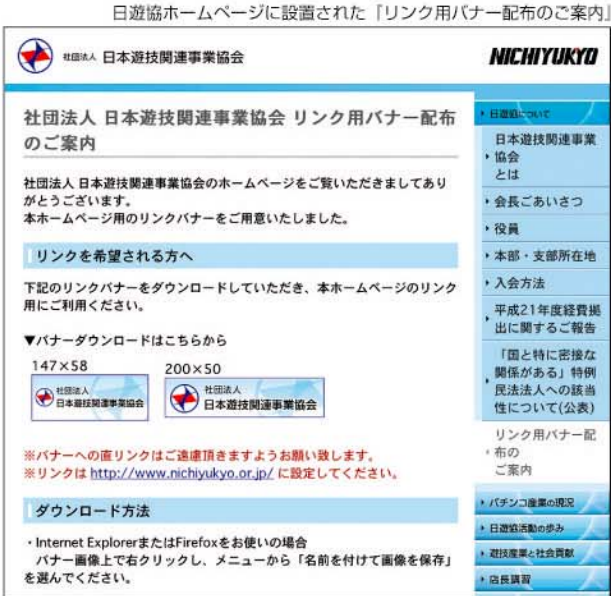 日遊協ホームページに設置された「リンク用バナー配布のご案内」
社団法人 日本遊技関連事業協会
NICHIYUKYO
社団法人 日本遊技関連事業協会 リンク用バナー配布
のご案内
社団法人 日本遊技関連事業協会のホームページをご覧いただきましてあり
がとうございます。
本ホームページ用のリンクバナーをご用意いたしました。
リンクを希望される方へ
下記のリンクバナーをダウンロードしていただき、本ホームページのリンク
用にご利用ください。
▼バナーダウンロードはこちらから
147×58
200×50
社団法人
日本遊技関連事業協会
社団法人
日本遊技関連事業協会
※バナーへの直リンクはご遠慮頂きますようお願い致します。
※リンクは http://www.nichiyukyo.or.jp/ に設定してください。
ダウンロード方法
・Internet ExplorerまたはFirefoxをお使いの場合
バナー画像上で右クリックし、メニューから「名前を付けて画像を保存」
を選んでください。
日遊協について
日本遊技関連事業
協会
とは
会長ごあいさつ
役員
本部・支部所在地
入会方法
平成21年度経費拠
出に関するご報告
「国と特に密接な
関係がある」特例
民法法人への該当
性について(公表)
リンク用バナー配
布の
ご案内
パチンコ産業の現況
日遊協活動の歩み
遊技産業と社会貢献
店長講習